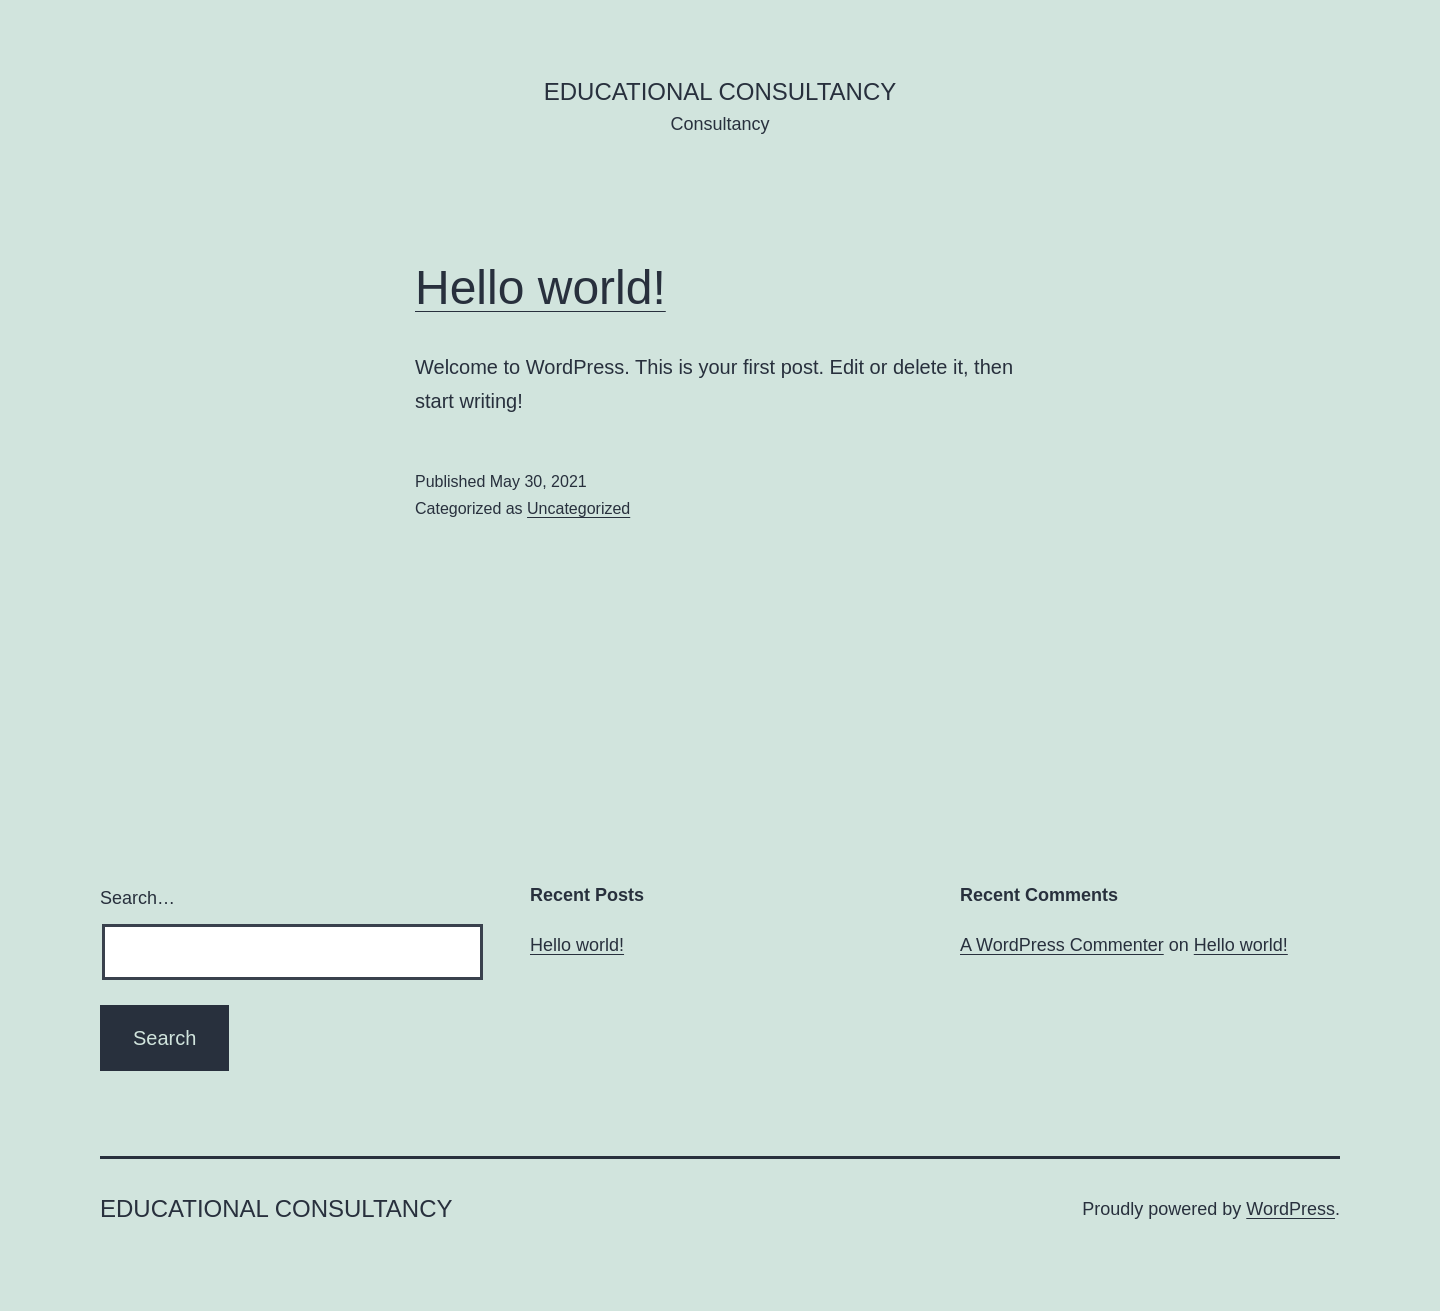 EDUCATIONAL CONSULTANCY
Consultancy
Hello world!
Welcome to WordPress. This is your first post. Edit or delete it, then
start writing!
Published May 30, 2021
Categorized as Uncategorized
Search…
Search
Recent Posts
Hello world!
Recent Comments
A WordPress Commenter on Hello world!
EDUCATIONAL CONSULTANCY
Proudly powered by WordPress.